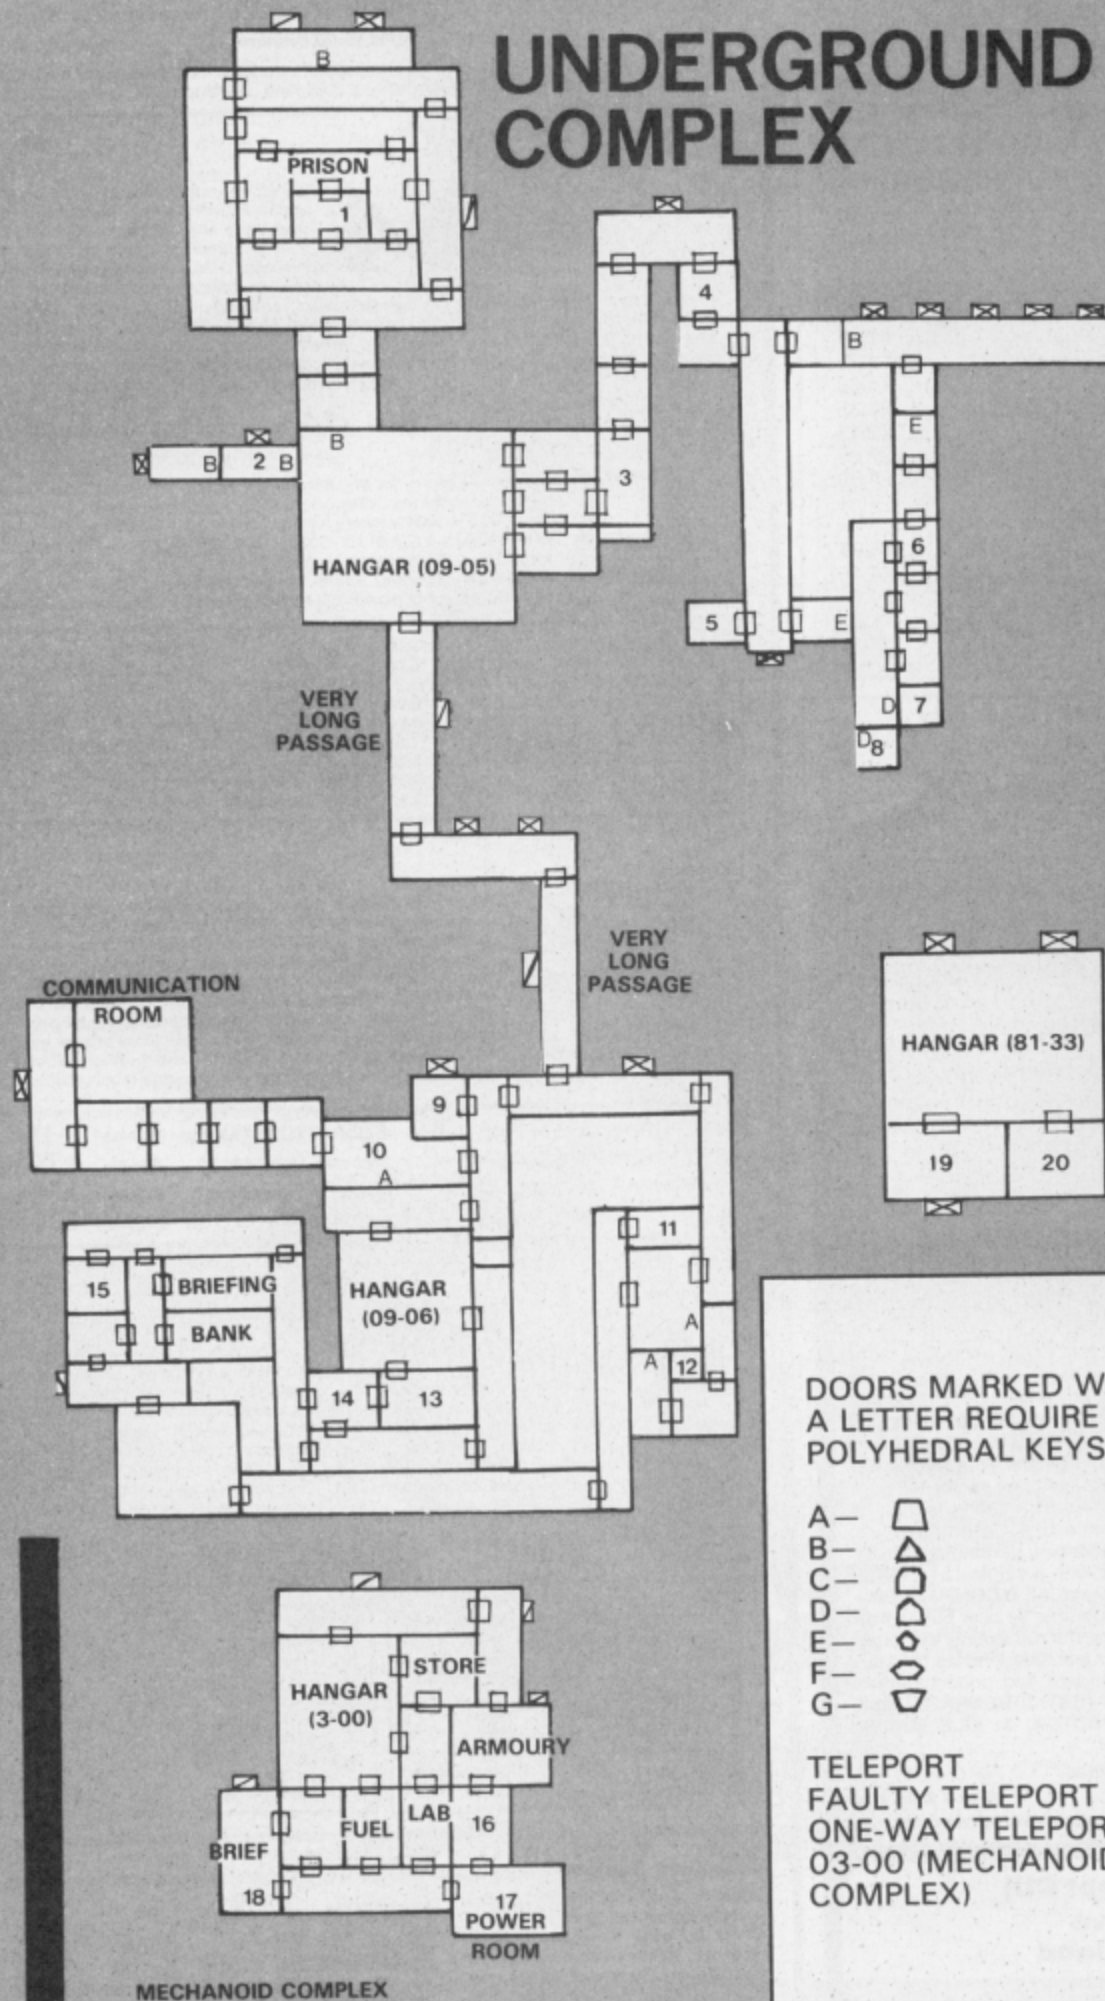 UNDERGROUND
COMPLEX
B
PRISON
1
4
B
E
B
2
B
B
3
HANGAR (09-05)
6
5
E
VERY
LONG
PASSAGE
D
7
D
8
VERY
LONG
PASSAGE
COMMUNICATION
ROOM
HANGAR (81-33)
19
20
9
10
A
11
15
BRIEFING
BANK
HANGAR
(09-06)
A
A
12
14
13
DOORS MARKED W
A LETTER REQUIRE
POLYHEDRAL KEYS
A—
B—
C—
D—
E—
F—
G—
STORE
HANGAR
(3-00)
ARMOURY
FUEL
LAB
16
BRIEF
18
17
POWER
ROOM
TELEPORT
FAULTY TELEPORT
ONE-WAY TELEPOR
03-00 (MECHANOID
COMPLEX)
MECHANOID COMPLEX